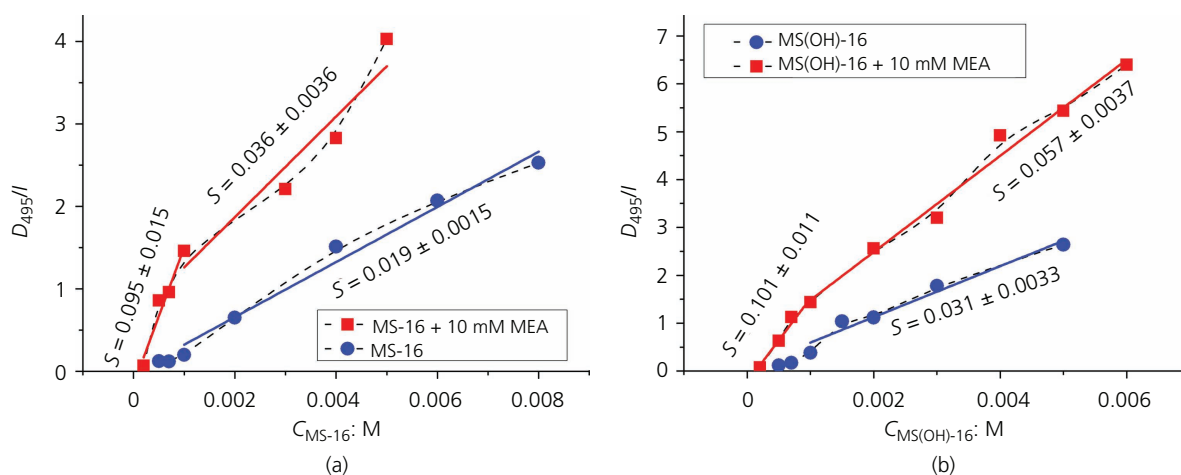 4
3
2
1
0
D495/l
S = 0.095 ± 0.015
S = 0.036 ± 0.0036
S = 0.019 ± 0.0015
MS-16 + 10 mM MEA
MS-16
0
0.002
0.004
0.006
0.008
CMS-16: M
(a)
7
6
5
4
3
2
1
0
D495/l
MS(OH)-16
MS(OH)-16 + 10 mM MEA
S = 0.101 ± 0.011
S = 0.057 ± 0.0037
S = 0.031 ± 0.0033
0
0.002
0.004
0.006
CMS(OH)-16: M
(b)